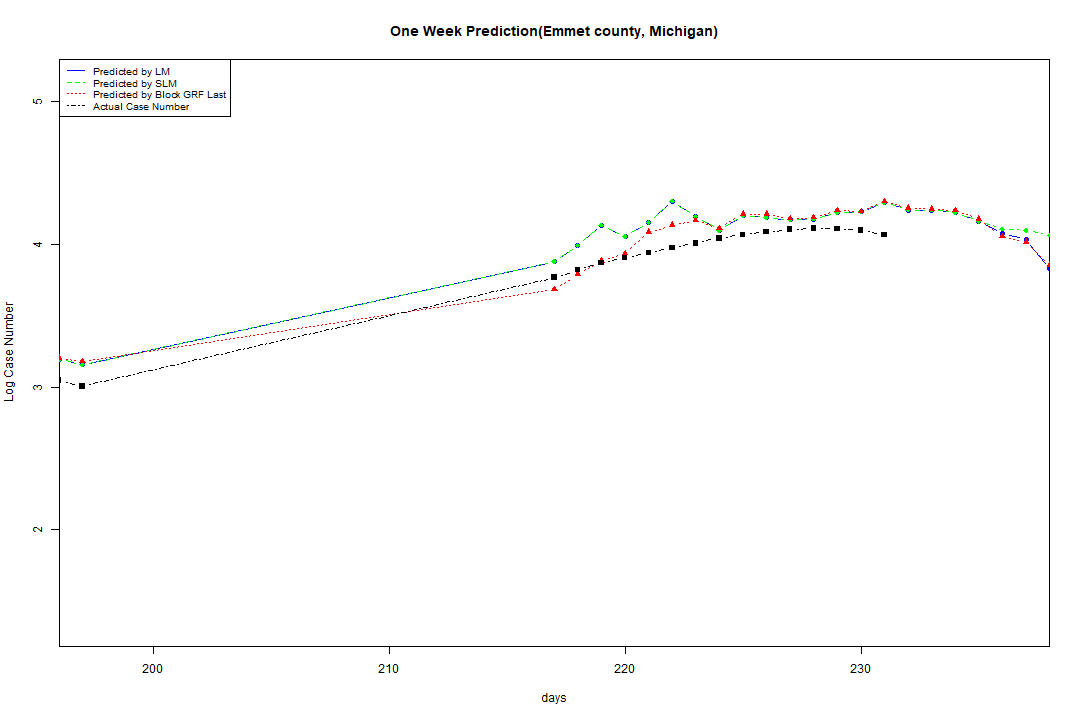 One Week Prediction(Emmet county, Michigan)
Predicted by LM
Predicted by SLM
Predicted by Block GRF Last
Actual Case Number
5
4
3
2
Log Case Number
200 210 220 230
days